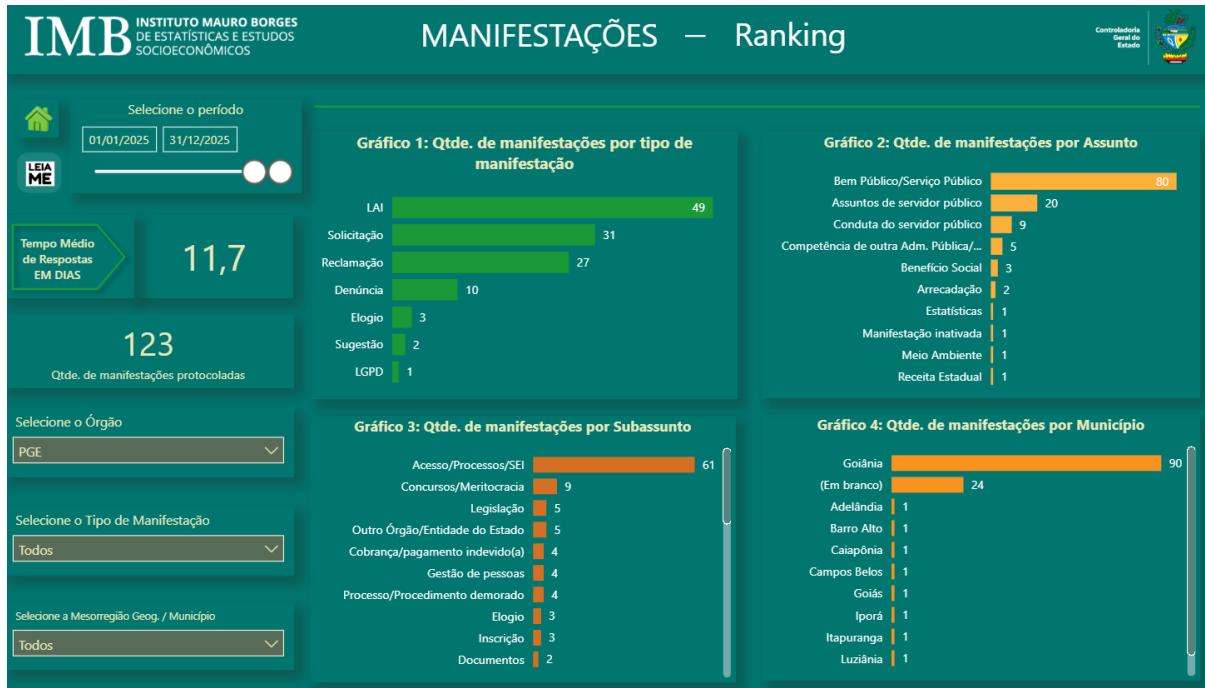 IMB
INSTITUTO MAURO BORGES
DE ESTATÍSTICAS E ESTUDOS
SOCIOECONÔMICOS
MANIFESTAÇÕES — Ranking
Controladoria
Geral do
Estado
Selecione o período
01/01/2025 31/12/2025
LEIA
ME
Tempo Médio
de Respostas
EM DIAS
11,7
123
Qtde. de manifestações protocoladas
Selecione o Órgão
PGE
Selecione o Tipo de Manifestação
Todos
Selecione a Mesorregião Geog. / Município
Todos
Gráfico 1: Qtde. de manifestações por tipo de
manifestação
LAI 49
Solicitação 31
Reclamação 27
Denúncia 10
Elogio 3
Sugestão 2
LGPD 1
Gráfico 2: Qtde. de manifestações por Assunto
Bem Público/Serviço Público 80
Assuntos de servidor público 20
Conduta do servidor público 9
Competência de outra Adm. Pública/... 5
Benefício Social 3
Arrecadação 2
Estatísticas 1
Manifestação inativada 1
Meio Ambiente 1
Receita Estadual 1
Gráfico 3: Qtde. de manifestações por Subassunto
Acesso/Processos/SEI 61
Concursos/Meritocracia 9
Legislação 5
Outro Órgão/Entidade do Estado 5
Cobrança/pagamento indevido(a) 4
Gestão de pessoas 4
Processo/Procedimento demorado 4
Elogio 3
Inscrição 3
Documentos 2
Gráfico 4: Qtde. de manifestações por Município
Goiânia 90
(Em branco) 24
Adelândia 1
Barro Alto 1
Caiapônia 1
Campos Belos 1
Goiás 1
Iporá 1
Itapuranga 1
Luziânia 1